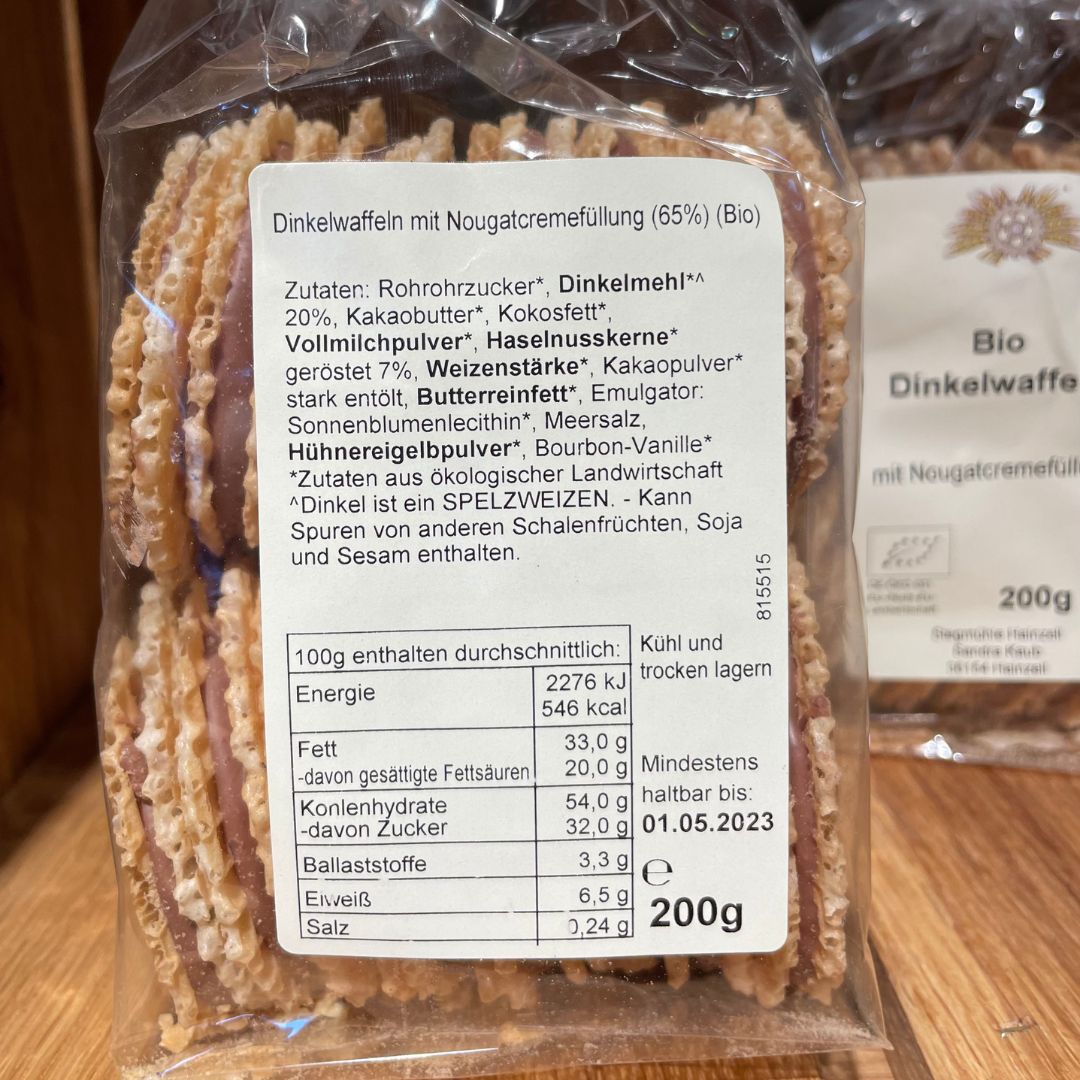 Dinkelwaffeln mit Nougatcremefüllung (65%) (Bio)
Zutaten: Rohrohrzucker*, Dinkelmehl*^
20%, Kakaobutter*, Kokosfett*,
Vollmilchpulver*, Haselnusskerne*
geröstet 7%, Weizenstärke*, Kakaopulver*
stark entölt, Butterreinfett*, Emulgator:
Sonnenblumenlecithin*, Meersalz,
Hühnereigelbpulver*, Bourbon-Vanille*
*Zutaten aus ökologischer Landwirtschaft
^Dinkel ist ein SPELZWEIZEN. - Kann
Spuren von anderen Schalenfrüchten, Soja
und Sesam enthalten.
815515
100g enthalten durchschnittlich:
Energie 2276 kJ
546 kcal
Fett 33,0 g
-davon gesättigte Fettsäuren 20,0 g
Kohlenhydrate 54,0 g
-davon Zucker 32,0 g
Ballaststoffe 3,3 g
Eiweiß 6,5 g
Salz 0,24 g
Kühl und
trocken lagern
Mindestens
haltbar bis:
01.05.2023
℮
200g
Bio
Dinkelwaffe
mit Nougatcremefüll
200g